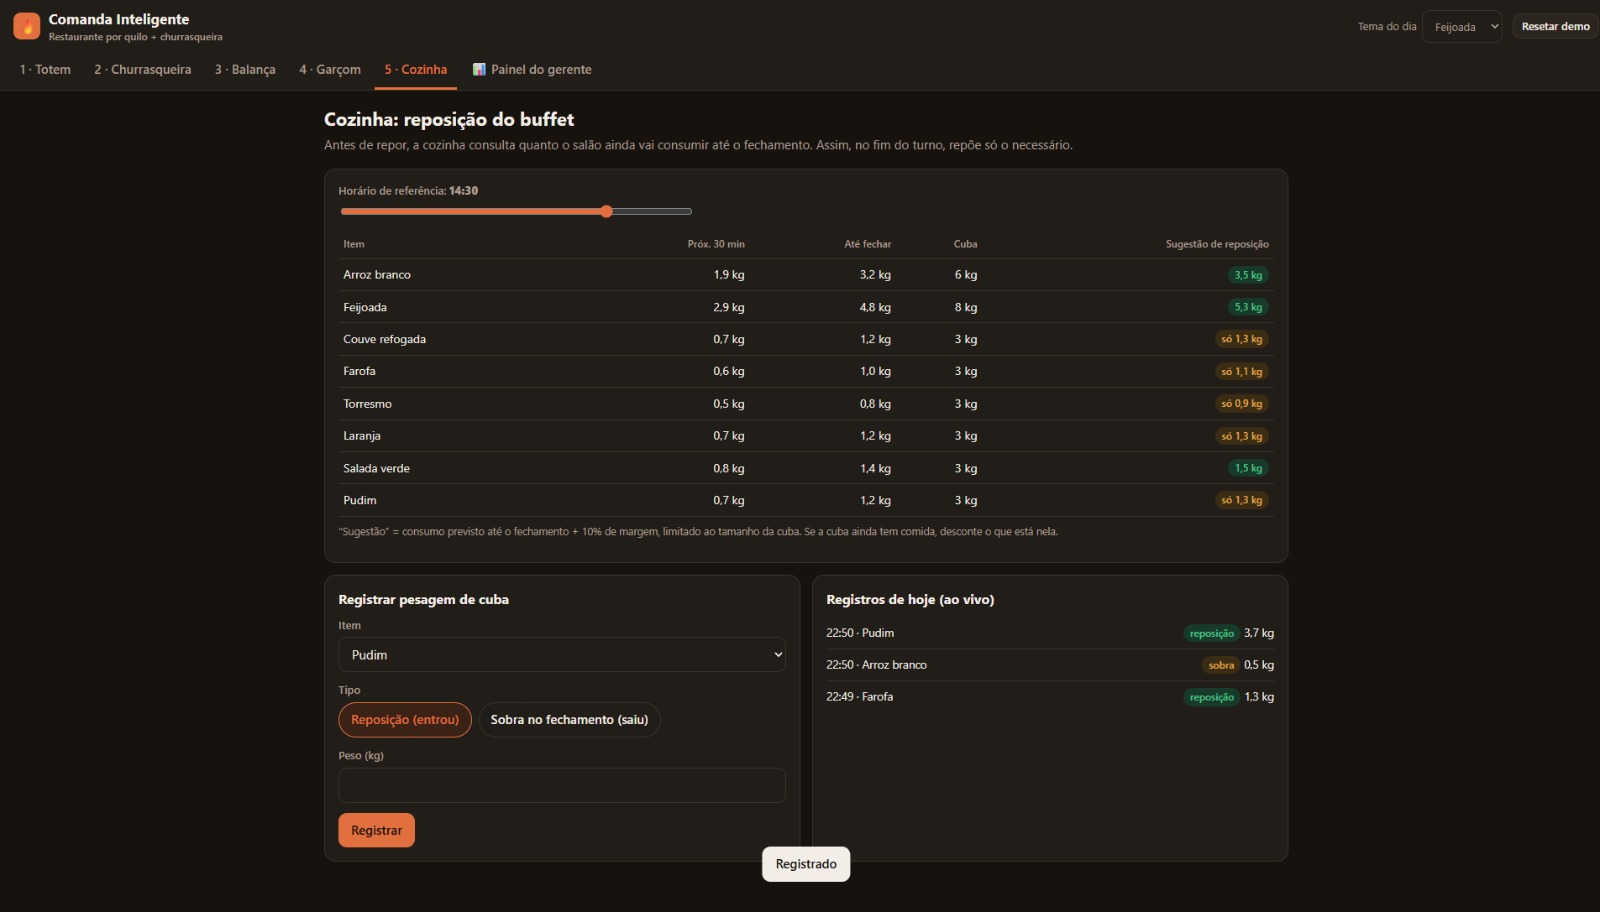 Comanda Inteligente
Restaurante por quilo + churrasqueira
Tema do dia Feijoada Resetar demo
1 · Totem 2 · Churrasqueira 3 · Balança 4 · Garçom 5 · Cozinha Painel do gerente
Cozinha: reposição do buffet
Antes de repor, a cozinha consulta quanto o salão ainda vai consumir até o fechamento. Assim, no fim do turno, repõe só o necessário.
Horário de referência: 14:30
Item Próx. 30 min Até fechar Cuba Sugestão de reposição
Arroz branco 1,9 kg 3,2 kg 6 kg 3,5 kg
Feijoada 2,9 kg 4,8 kg 8 kg 5,3 kg
Couve refogada 0,7 kg 1,2 kg 3 kg só 1,3 kg
Farofa 0,6 kg 1,0 kg 3 kg só 1,1 kg
Torresmo 0,5 kg 0,8 kg 3 kg só 0,9 kg
Laranja 0,7 kg 1,2 kg 3 kg só 1,3 kg
Salada verde 0,8 kg 1,4 kg 3 kg 1,5 kg
Pudim 0,7 kg 1,2 kg 3 kg só 1,3 kg
"Sugestão" = consumo previsto até o fechamento + 10% de margem, limitado ao tamanho da cuba. Se a cuba ainda tem comida, desconte o que está nela.
Registrar pesagem de cuba
Item
Pudim
Tipo
Reposição (entrou) Sobra no fechamento (saiu)
Peso (kg)
Registrar
Registros de hoje (ao vivo)
22:50 · Pudim reposição 3,7 kg
22:50 · Arroz branco sobra 0,5 kg
22:49 · Farofa reposição 1,3 kg
Registrado